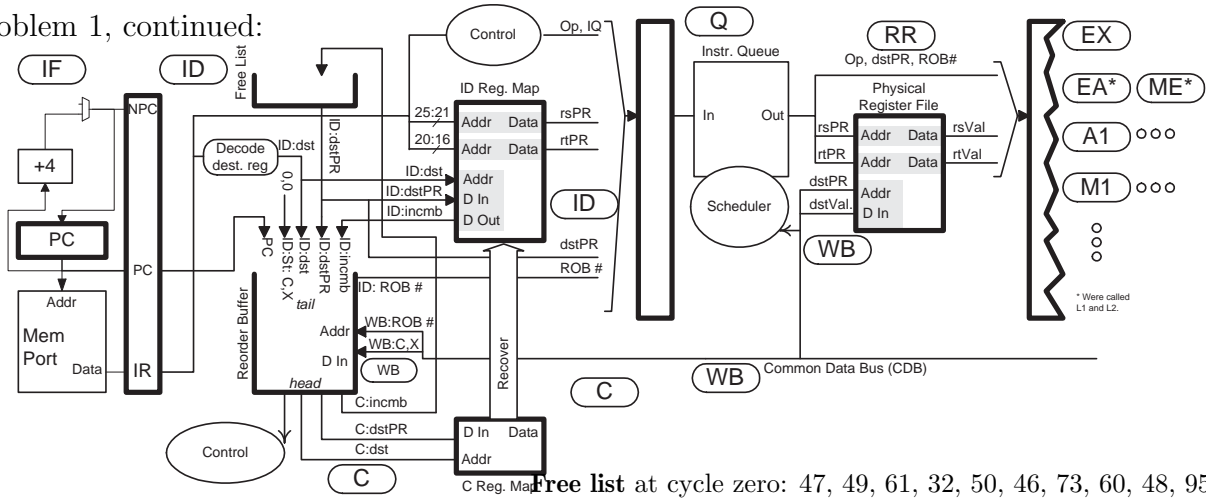 oblem 1, continued:
IF
ID
Free List
Control
Op, IQ
Q
Instr. Queue
In
Out
Scheduler
RR
Op, dstPR, ROB#
Physical
Register File
rsPR
Addr
Data
rsVal
rtPR
Addr
Data
rtVal
dstPR
Addr
dstVal.
D In
WB
EX
EA*
ME*
A1
M1
* Were called
L1 and L2.
NPC
+4
PC
PC
Addr
Mem
Port
Data
IR
Decode
dest. reg
ID:dst
ID:dstPR
0,0
ID Reg. Map
25:21
Addr
Data
rsPR
20:16
Addr
Data
rtPR
ID:dst
Addr
ID:dstPR
D In
ID:incmb
D Out
ID
dstPR
ROB #
PC
ID:St: C,X
ID:dst
ID:dstPR
ID:incmb
tail
ID: ROB #
Reorder Buffer
Addr
WB:ROB #
D In
WB:C,X
WB
head
C:incmb
C:dstPR
C:dst
Control
C
Recover
C
WB
Common Data Bus (CDB)
D In
Data
Addr
C Reg. Map
Free list at cycle zero: 47, 49, 61, 32, 50, 46, 73, 60, 48, 95